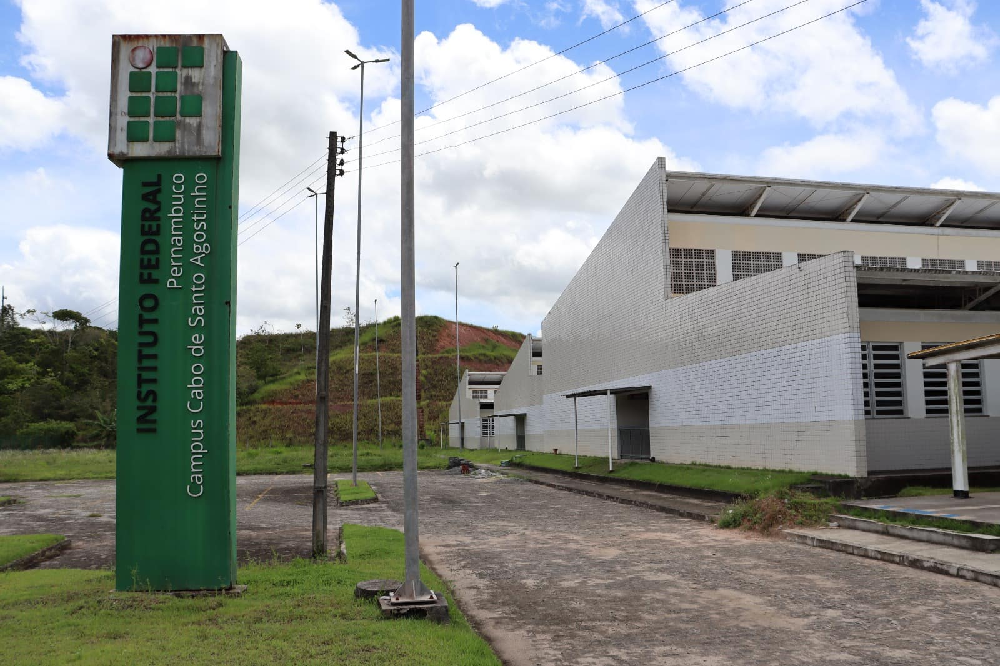 INSTITUTO FEDERAL
Pernambuco
Campus Cabo de Santo Agostinho